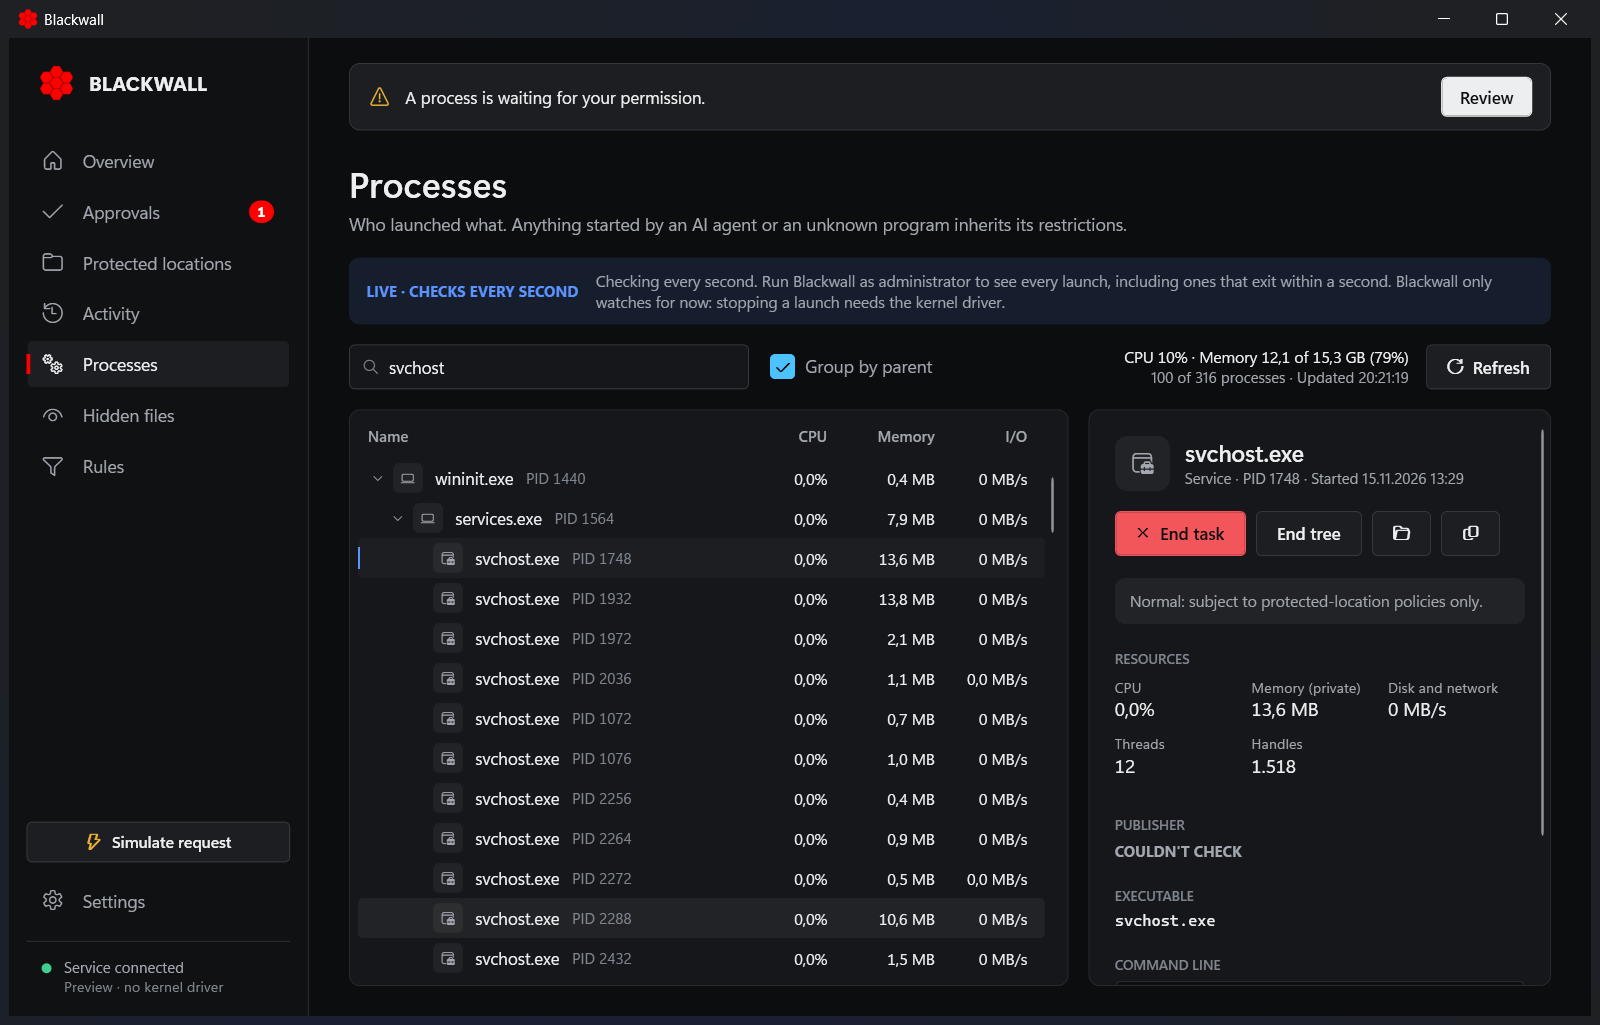 Blackwall
BLACKWALL
Overview
Approvals 1
Protected locations
Activity
Processes
Hidden files
Rules
Simulate request
Settings
Service connected
Preview · no kernel driver
A process is waiting for your permission.
Review
Processes
Who launched what. Anything started by an AI agent or an unknown program inherits its restrictions.
LIVE · CHECKS EVERY SECOND
Checking every second. Run Blackwall as administrator to see every launch, including ones that exit within a second. Blackwall only
watches for now: stopping a launch needs the kernel driver.
svchost
Group by parent
CPU 10% · Memory 12,1 of 15,3 GB (79%)
100 of 316 processes · Updated 20:21:19
Refresh
Name CPU Memory I/O
wininit.exe PID 1440 0,0% 0,4 MB 0 MB/s
services.exe PID 1564 0,0% 7,9 MB 0 MB/s
svchost.exe PID 1748 0,0% 13,6 MB 0 MB/s
svchost.exe PID 1932 0,0% 13,8 MB 0 MB/s
svchost.exe PID 1972 0,0% 2,1 MB 0 MB/s
svchost.exe PID 2036 0,0% 1,1 MB 0,0 MB/s
svchost.exe PID 1072 0,0% 0,7 MB 0 MB/s
svchost.exe PID 1076 0,0% 1,0 MB 0 MB/s
svchost.exe PID 2256 0,0% 0,4 MB 0 MB/s
svchost.exe PID 2264 0,0% 0,9 MB 0 MB/s
svchost.exe PID 2272 0,0% 0,5 MB 0,0 MB/s
svchost.exe PID 2288 0,0% 10,6 MB 0 MB/s
svchost.exe PID 2432 0,0% 1,5 MB 0 MB/s
svchost.exe
Service · PID 1748 · Started 15.11.2026 13:29
End task
End tree
Normal: subject to protected-location policies only.
RESOURCES
CPU Memory (private) Disk and network
0,0% 13,6 MB 0 MB/s
Threads Handles
12 1.518
PUBLISHER
COULDN'T CHECK
EXECUTABLE
svchost.exe
COMMAND LINE